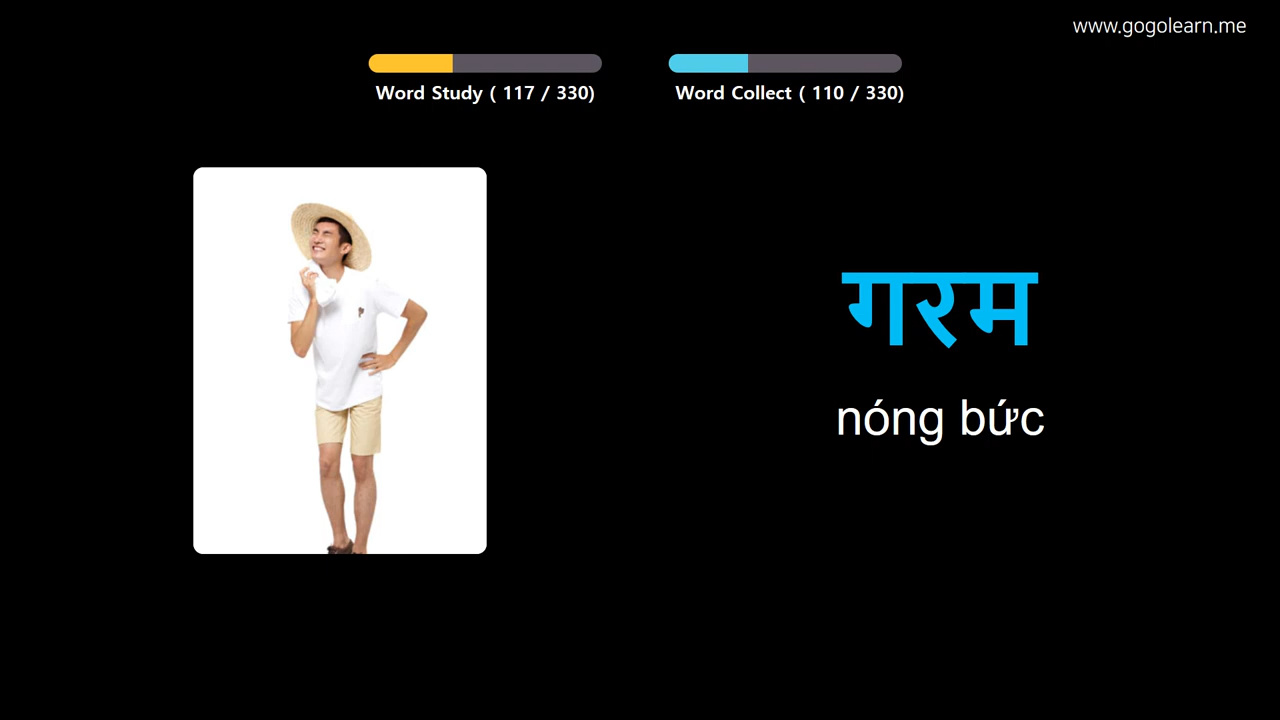 www.gogolearn.me
Word Study ( 117 / 330)
Word Collect ( 110 / 330)
गरम
nóng bức